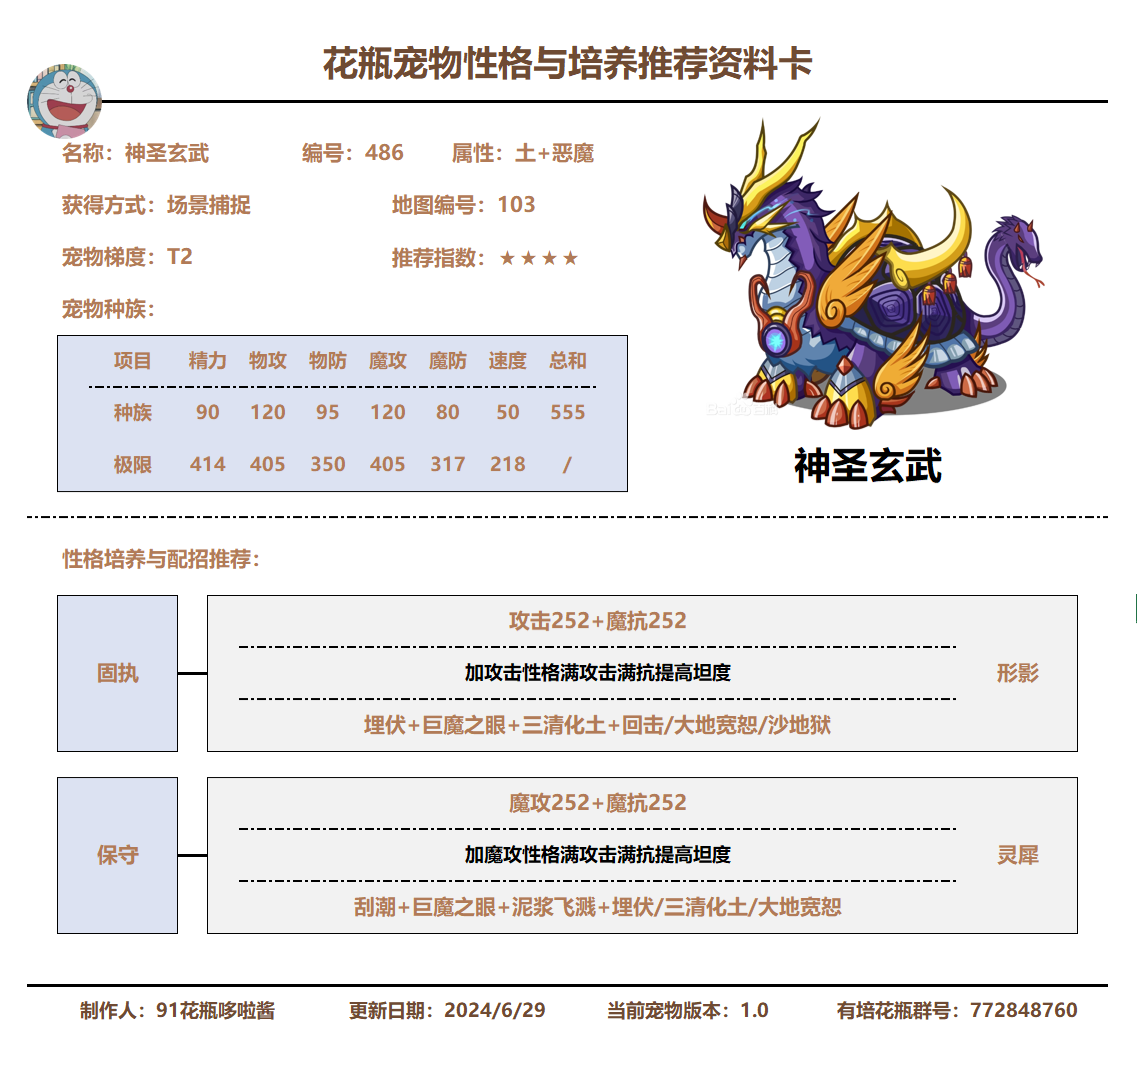 花瓶宠物性格与培养推荐资料卡
名称：神圣玄武 编号：486 属性：土+恶魔
获得方式：场景捕捉 地图编号：103
宠物梯度：T2 推荐指数：★★★★
宠物种族：
项目 精力 物攻 物防 魔攻 魔防 速度 总和
种族 90 120 95 120 80 50 555
极限 414 405 350 405 317 218 /
神圣玄武
性格培养与配招推荐：
固执
攻击252+魔抗252
加攻击性格满攻击满抗提高坦度
埋伏+巨魔之眼+三清化土+回击/大地宽恕/沙地狱
形影
保守
魔攻252+魔抗252
加魔攻性格满攻击满抗提高坦度
刮潮+巨魔之眼+泥浆飞溅+埋伏/三清化土/大地宽恕
灵犀
制作人：91花瓶哆啦酱 更新日期：2024/6/29 当前宠物版本：1.0 有培花瓶群号：772848760